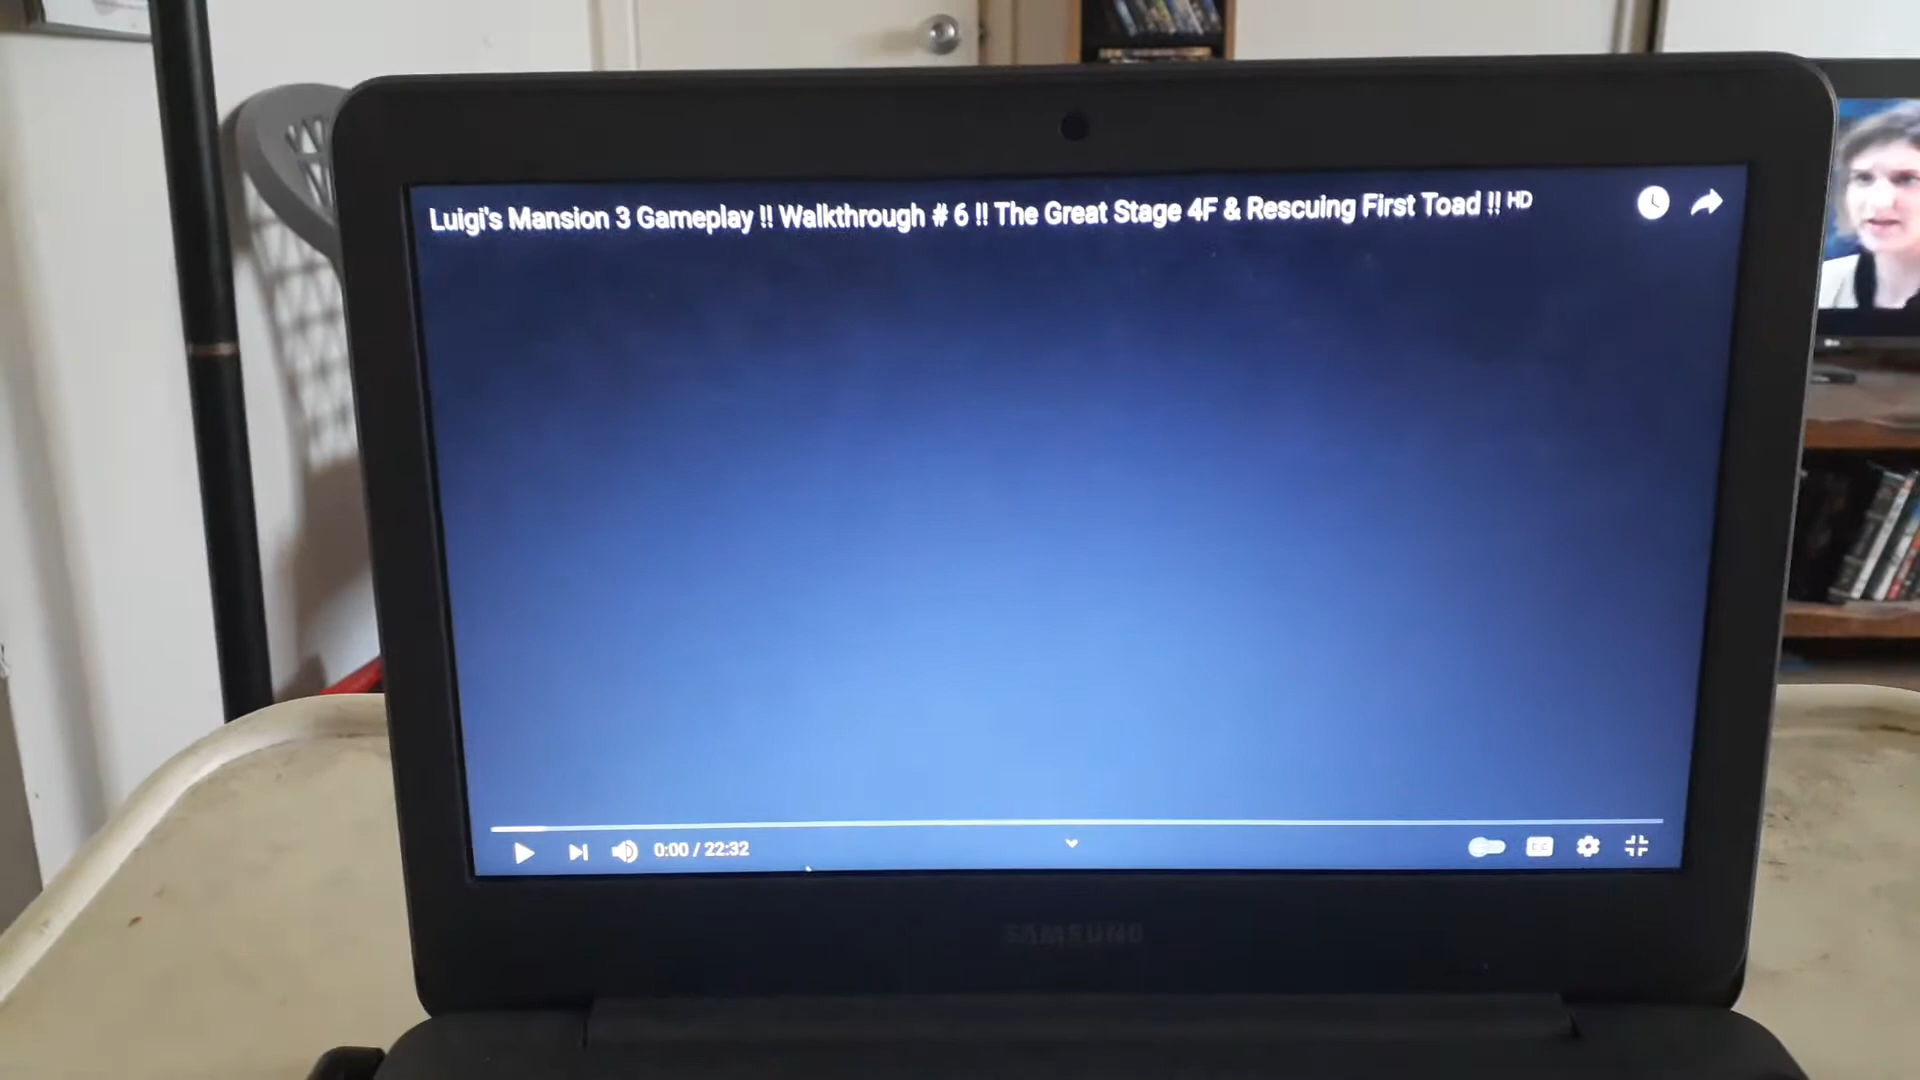 Luigi's Mansion 3 Gameplay !! Walkthrough # 6 !! The Great Stage 4F & Rescuing First Toad !! HD
0:00 / 22:32
CC
SAMSUNG